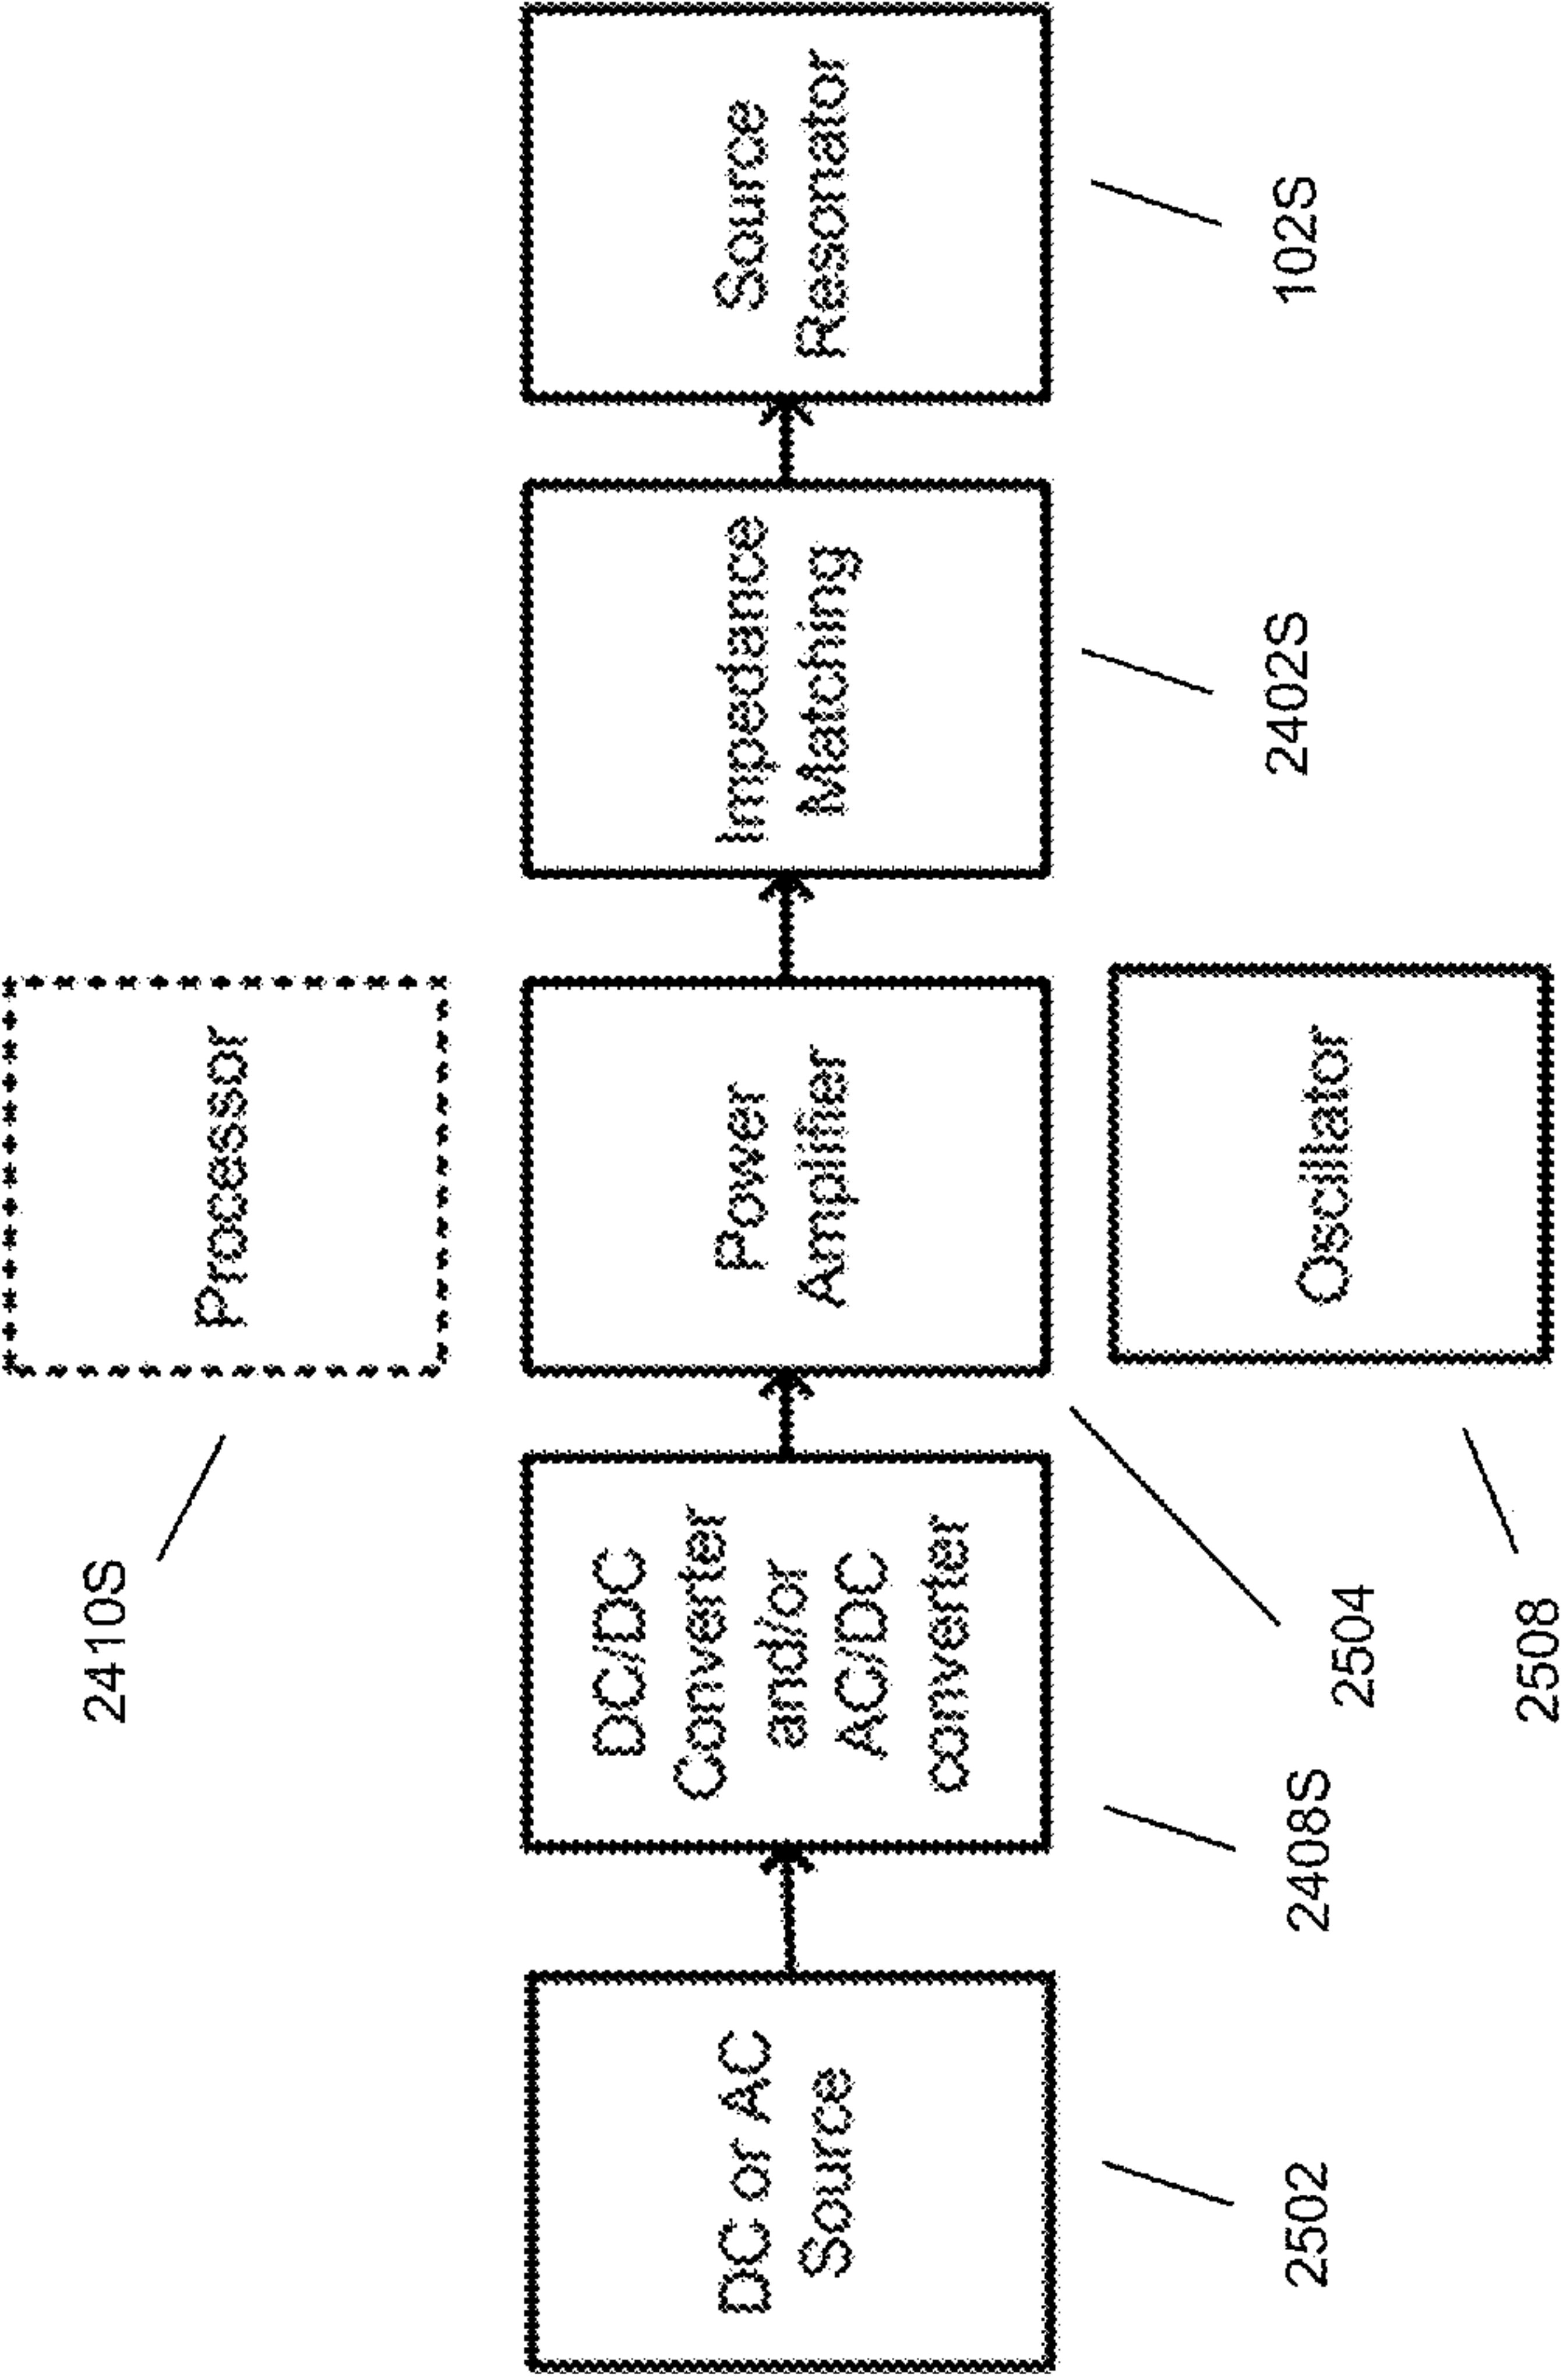 Processor
2410S
DC or AC
Source
2502
DC/DC
Converter
and/or
AC/DC
converter
2408S
Power
Amplifier
2504
Impedance
Matching
2402S
Source
Resonator
102S
Oscillator
2508